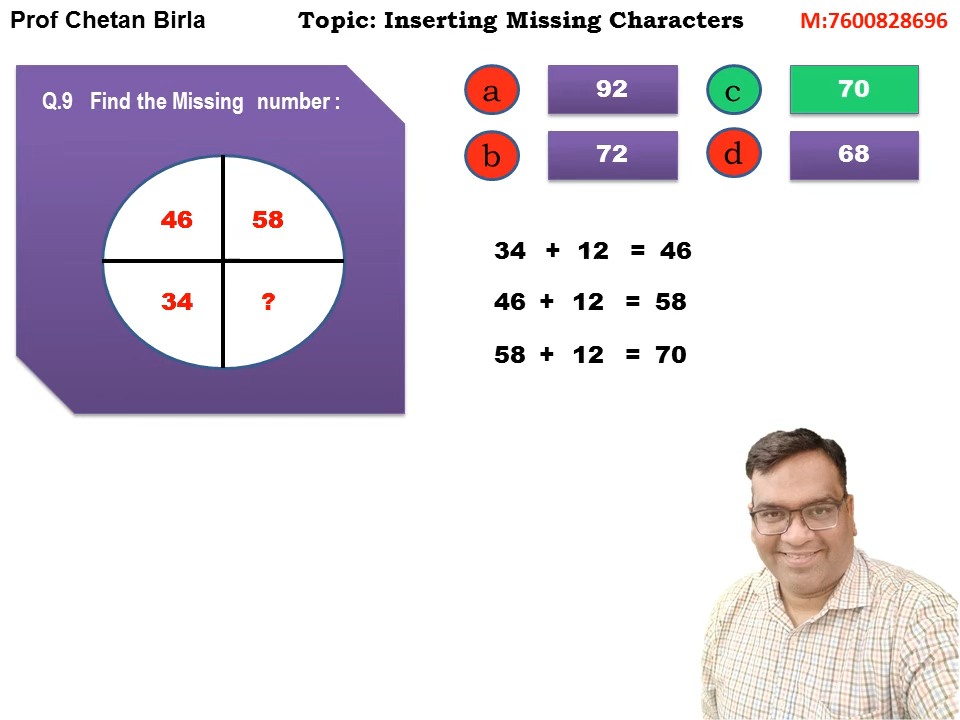 Prof Chetan Birla Topic: Inserting Missing Characters M:7600828696
Q.9 Find the Missing number :
46 58
34 ?
a 92 c 70
b 72 d 68
34 + 12 = 46
46 + 12 = 58
58 + 12 = 70